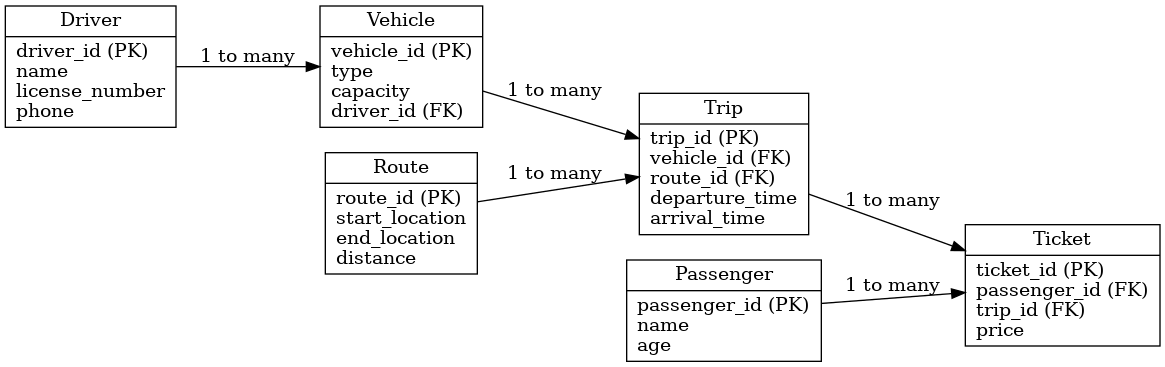 Driver
driver_id (PK)
name
license_number
phone
1 to many
Vehicle
vehicle_id (PK)
type
capacity
driver_id (FK)
1 to many
Route
route_id (PK)
start_location
end_location
distance
1 to many
Trip
trip_id (PK)
vehicle_id (FK)
route_id (FK)
departure_time
arrival_time
1 to many
Passenger
passenger_id (PK)
name
age
1 to many
Ticket
ticket_id (PK)
passenger_id (FK)
trip_id (FK)
price